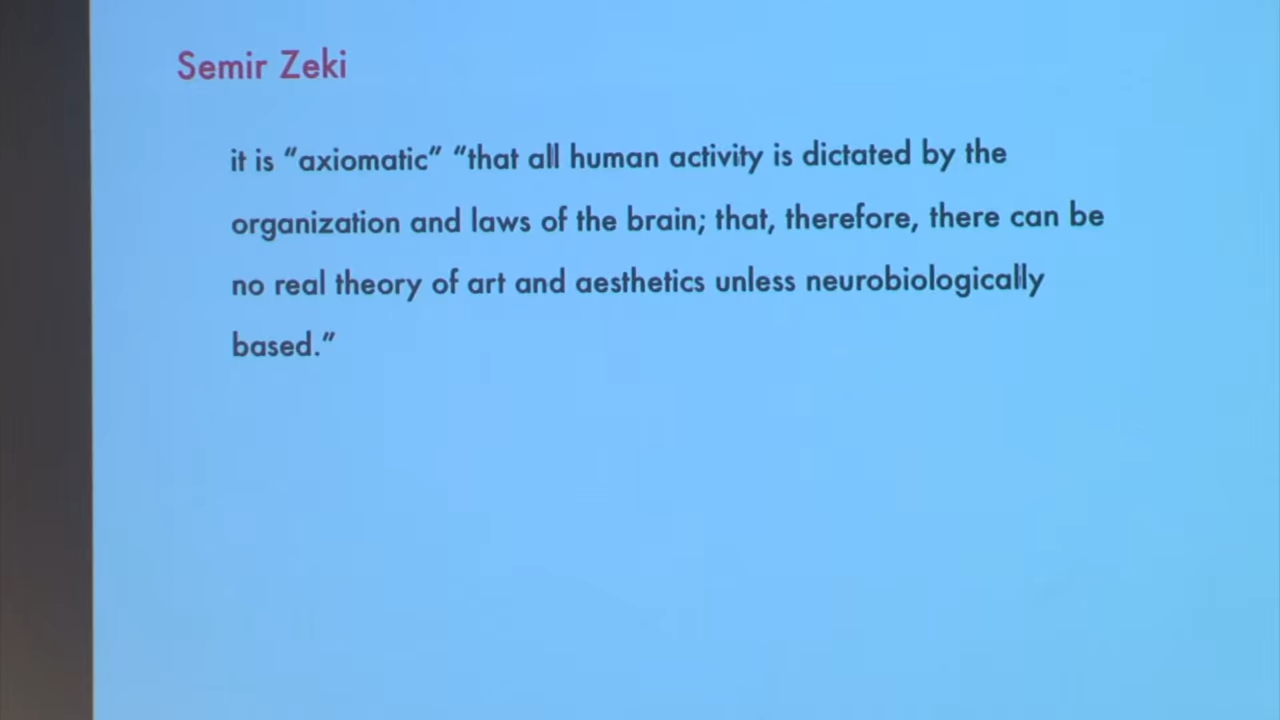 Semir Zeki
it is “axiomatic” “that all human activity is dictated by the
organization and laws of the brain; that, therefore, there can be
no real theory of art and aesthetics unless neurobiologically
based.”